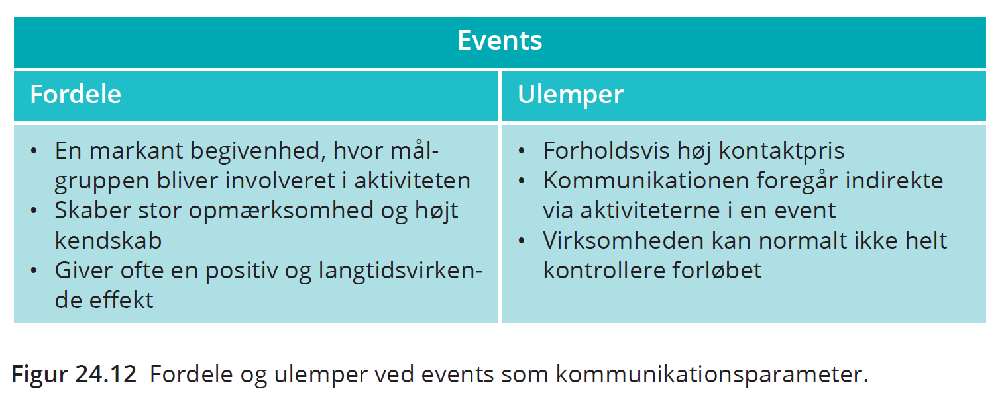 Events
Fordele
Ulemper
• En markant begivenhed, hvor mål-
gruppen bliver involveret i aktiviteten
• Skaber stor opmærksomhed og højt
kendskab
• Giver ofte en positiv og langtidsvirken-
de effekt
• Forholdsvis høj kontaktpris
• Kommunikationen foregår indirekte
via aktiviteterne i en event
• Virksomheden kan normalt ikke helt
kontrollere forløbet
Figur 24.12 Fordele og ulemper ved events som kommunikationsparameter.